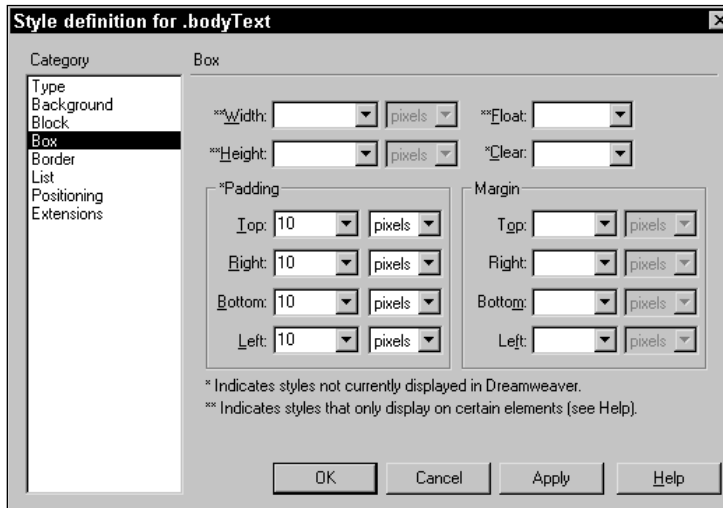 Style definition for .bodyText
Category
Type
Background
Block
Box
Border
List
Positioning
Extensions
Box
**Width: pixels **Float:
**Height: pixels *Clear:
*Padding
Top: 10 pixels
Right: 10 pixels
Bottom: 10 pixels
Left: 10 pixels
Margin
Top: pixels
Right: pixels
Bottom: pixels
Left: pixels
* Indicates styles not currently displayed in Dreamweaver.
** Indicates styles that only display on certain elements (see Help).
OK Cancel Apply Help